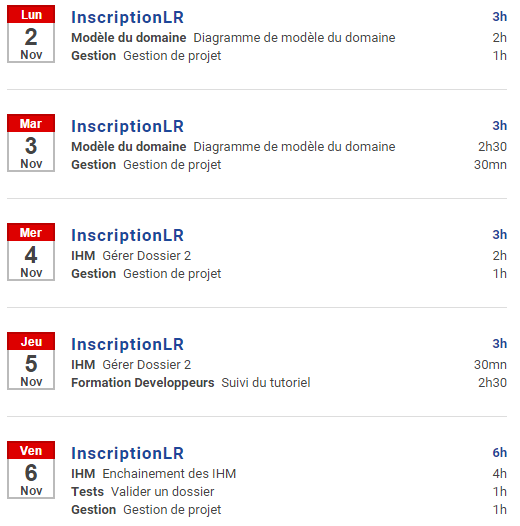 Lun
2
Nov
InscriptionLR 3h
Modèle du domaine Diagramme de modèle du domaine 2h
Gestion Gestion de projet 1h
Mar
3
Nov
InscriptionLR 3h
Modèle du domaine Diagramme de modèle du domaine 2h30
Gestion Gestion de projet 30mn
Mer
4
Nov
InscriptionLR 3h
IHM Gérer Dossier 2 2h
Gestion Gestion de projet 1h
Jeu
5
Nov
InscriptionLR 3h
IHM Gérer Dossier 2 30mn
Formation Developpeurs Suivi du tutoriel 2h30
Ven
6
Nov
InscriptionLR 6h
IHM Enchainement des IHM 4h
Tests Valider un dossier 1h
Gestion Gestion de projet 1h